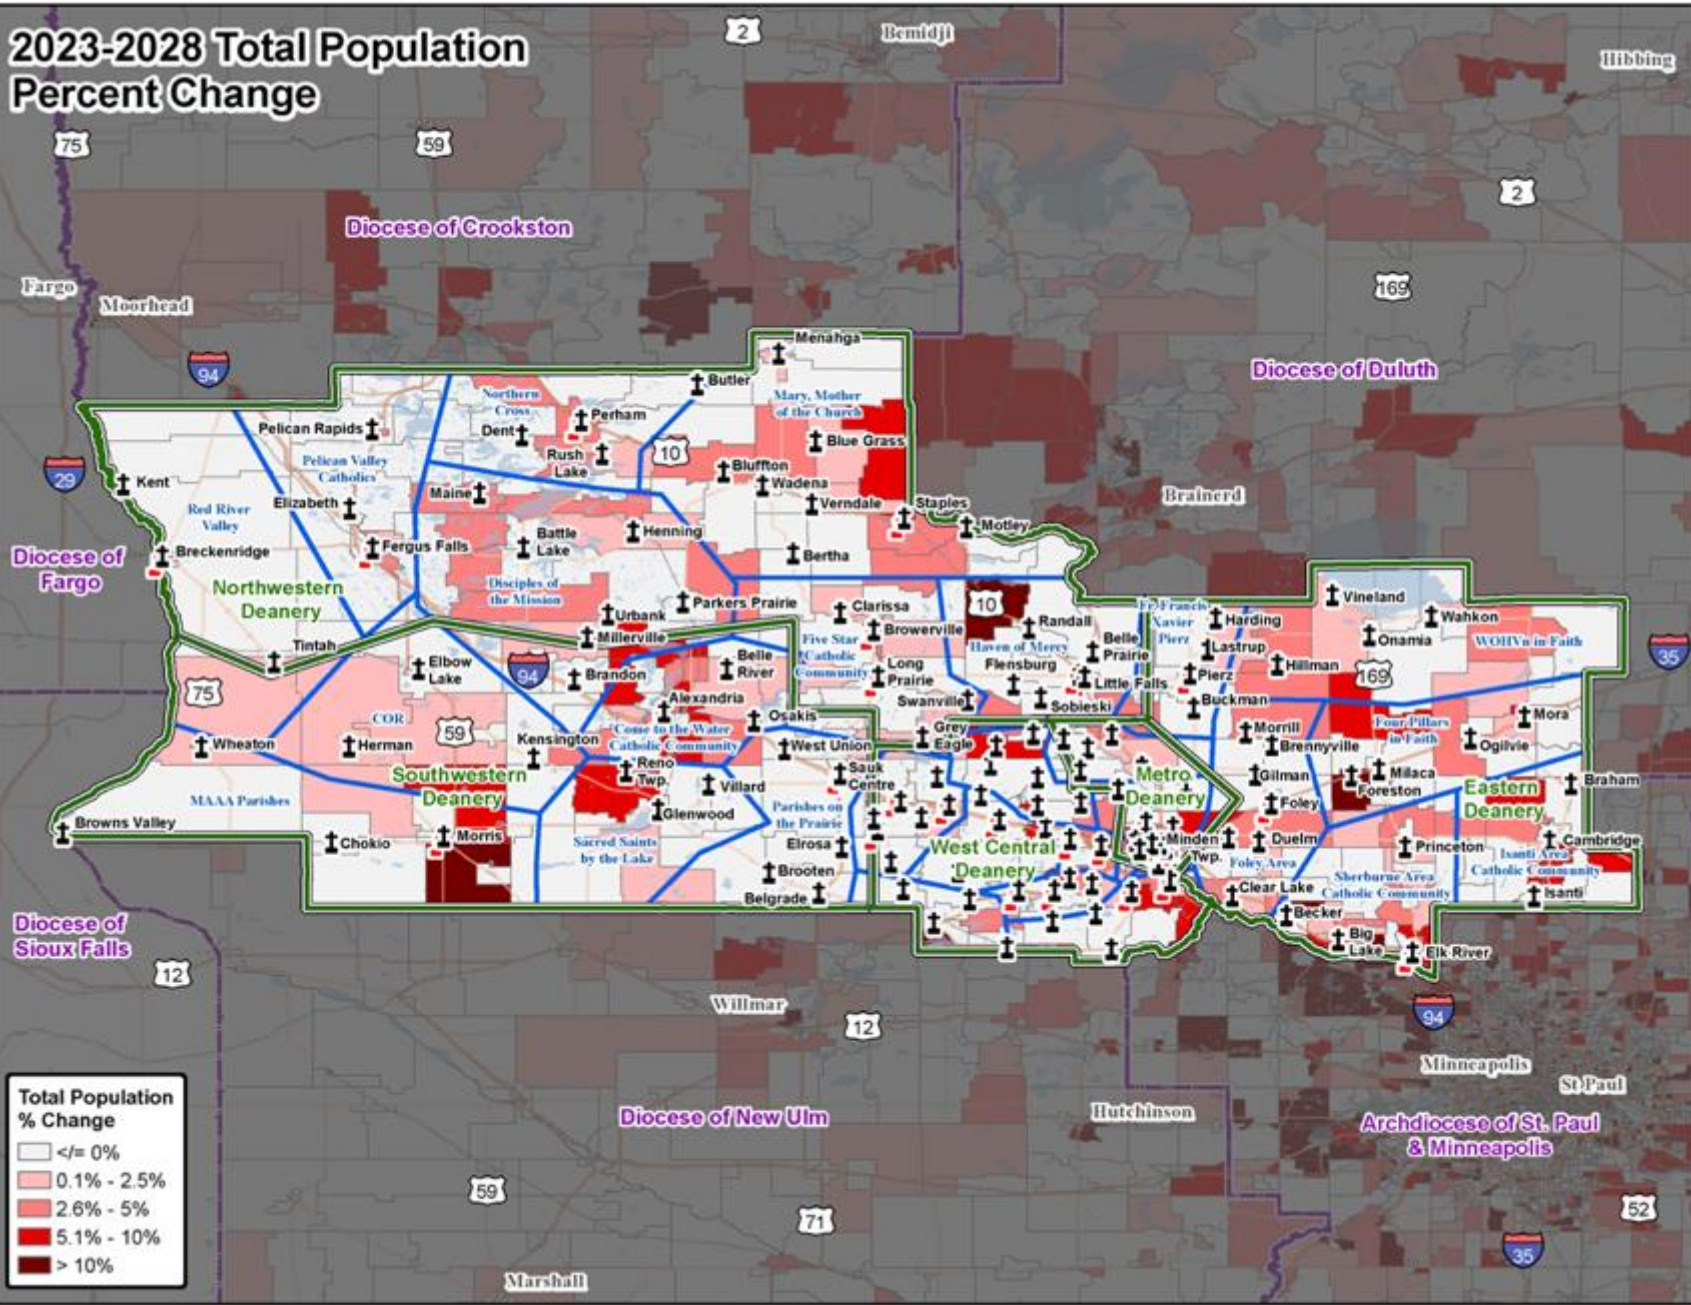 2023-2028 Total Population
Percent Change
2
Bemidji
Hibbing
75
59
2
Diocese of Crookston
Fargo
Moorhead
169
94
Diocese of Duluth
Menahga
Butler
Northern
Cross
Mary, Mother
of the Church
Pelican Rapids
Dent
Perham
Blue Grass
Rush
Lake
10
Pelican Valley
Catholics
29
Kent
Maine
Bluffton
Wadena
Brainerd
Elizabeth
Verndale
Staples
Red River
Valley
Battle
Lake
Henning
Motley
Diocese of
Fargo
Breckenridge
Fergus Falls
Bertha
Northwestern
Deanery
Disciples of
the Mission
Parkers Prairie
Clarissa
10
Fr. Francis
Xavier
Pierz
Vineland
Wahkon
Urbank
Millerville
Browerville
Randall
Harding
Onamia
WOHVn in Faith
Tintah
Five Star
Catholic
Community
Haven of Mercy
Belle
Prairie
Lastrup
35
Elbow
Lake
94
Brandon
Belle
River
Long
Prairie
Flensburg
Little Falls
Pierz
Hillman
169
75
Alexandria
Swanville
Sobieski
Buckman
COR
59
Osakis
Come to the Water
Catholic Community
Grey
Eagle
Morrill
Four Pillars
in Faith
Mora
Wheaton
Herman
Kensington
West Union
Brennyville
Ogilvie
Southwestern
Deanery
Reno
Twp.
Sauk
Centre
Metro
Deanery
Gilman
Milaca
Foreston
Eastern
Deanery
Braham
MAAA Parishes
Villard
Glenwood
Parishes on
the Prairie
Foley
Browns Valley
Chokio
Morris
Sacred Saints
by the Lake
Elrosa
West Central
Deanery
Minden
Twp.
Duelm
Foley Area
Princeton
Cambridge
Isanti Area
Catholic Community
Brooten
Belgrade
Clear Lake
Sherburne Area
Catholic Community
Isanti
Becker
Big
Lake
Elk River
Diocese of
Sioux Falls
12
Willmar
12
94
Minneapolis
St Paul
Diocese of New Ulm
Hutchinson
Archdiocese of St. Paul
& Minneapolis
Total Population
% Change
</= 0%
0.1% - 2.5%
2.6% - 5%
5.1% - 10%
> 10%
59
71
52
35
Marshall